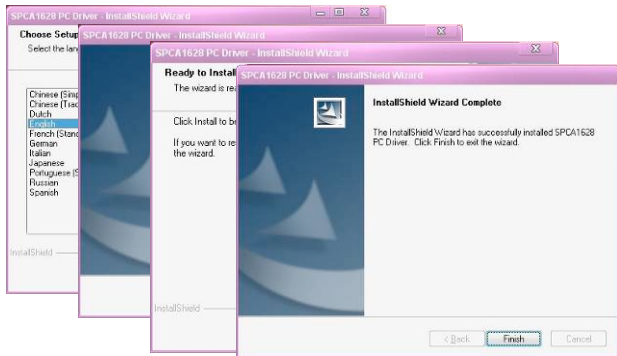 SPCA1628 PC Driver - InstallShield Wizard
Choose Setup
Select the lan
Chinese (Simp
Chinese (Trad
Dutch
English
French (Stand
German
Italian
Japanese
Portuguese (S
Russian
Spanish
InstallShield
SPCA1628 PC Driver - InstallShield Wizard
SPCA1628 PC Driver - InstallShield Wizard
Ready to Install
The wizard is rea
Click Install to be
If you want to re
the wizard.
InstallShield
SPCA1628 PC Driver - InstallShield Wizard
InstallShield Wizard Complete
The InstallShield Wizard has successfully installed SPCA1628
PC Driver. Click Finish to exit the wizard.
< Back Finish Cancel